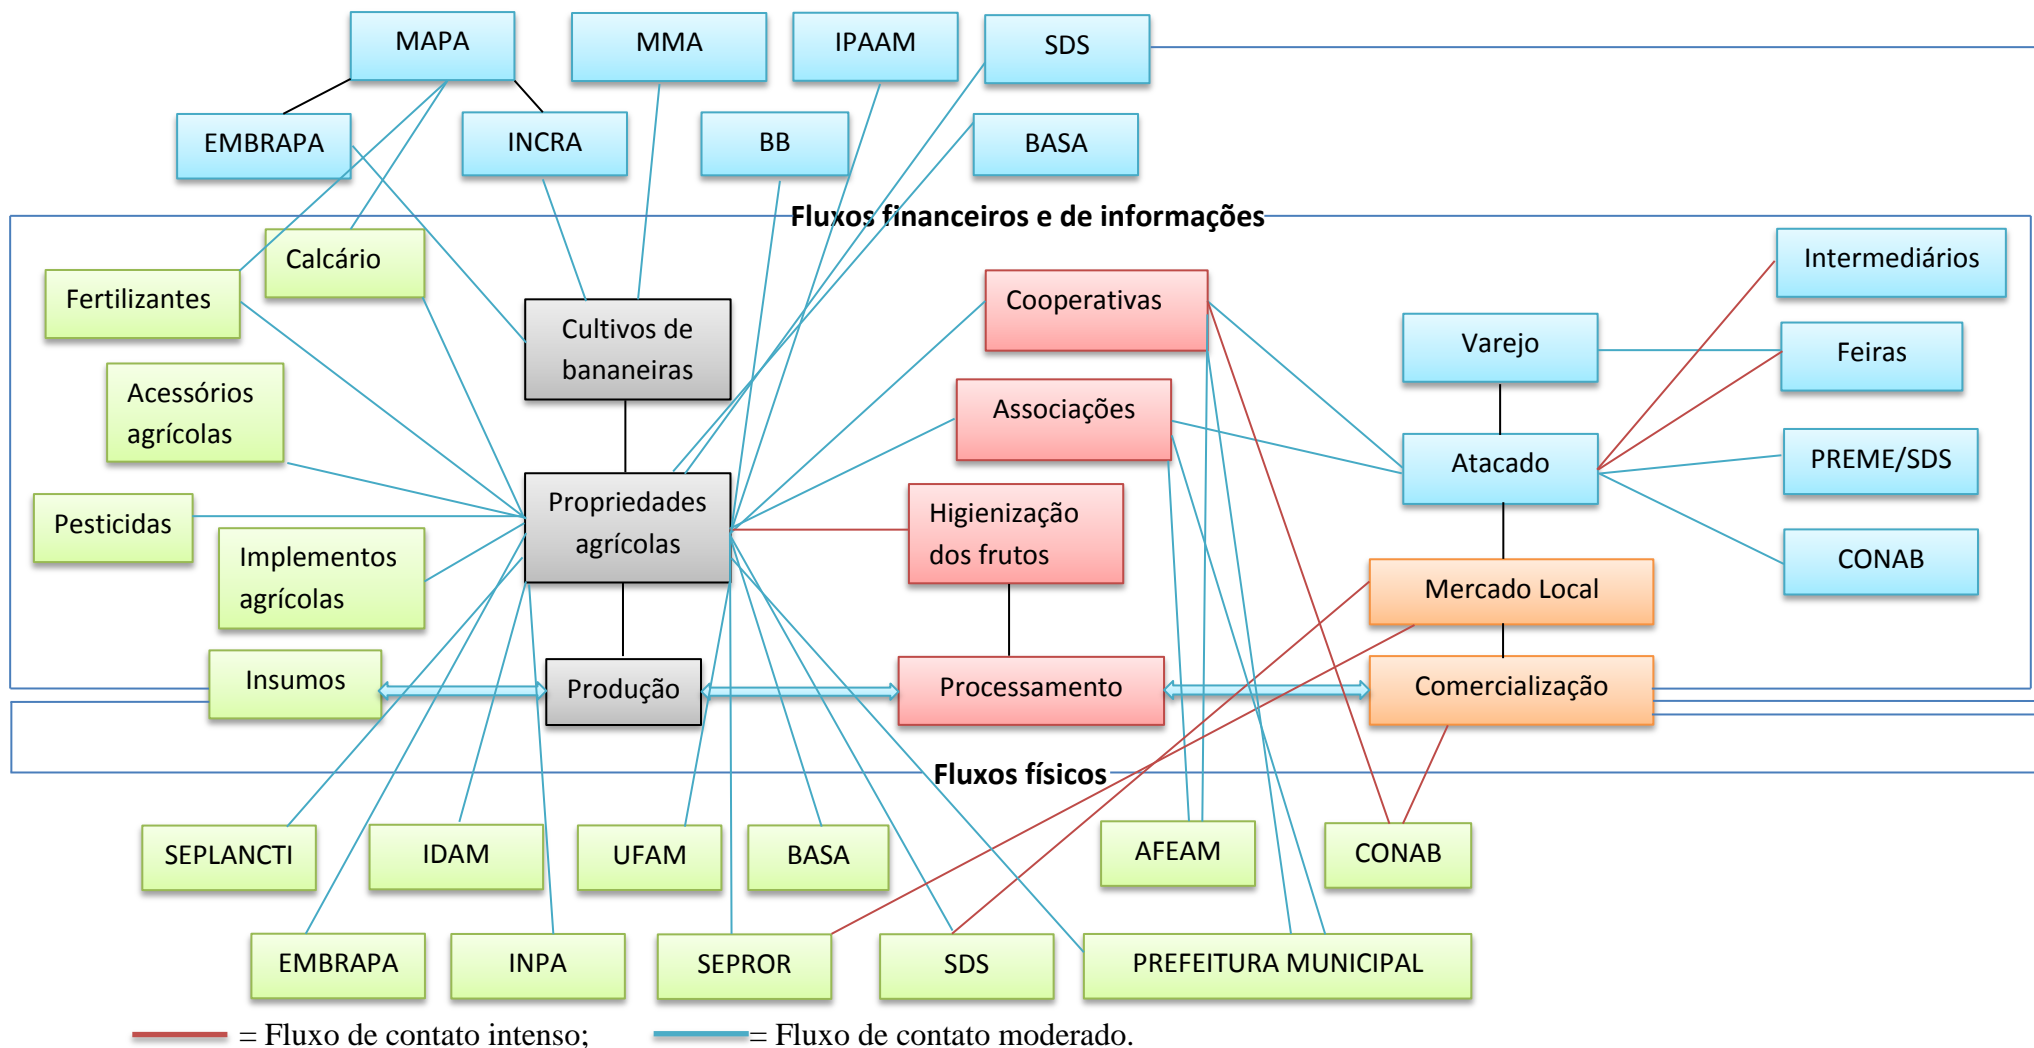 MAPA
MMA
IPAAM
SDS
EMBRAPA
INCRA
BB
BASA
Fluxos financeiros e de informações
Calcário
Fertilizantes
Cooperativas
Intermediários
Cultivos de
bananeiras
Varejo
Feiras
Acessórios
agrícolas
Associações
Atacado
PREME/SDS
Propriedades
agrícolas
Pesticidas
Higienização
dos frutos
Implementos
agrícolas
CONAB
Mercado Local
Insumos
Produção
Processamento
Comercialização
Fluxos físicos
SEPLANCTI
IDAM
UFAM
BASA
AFEAM
CONAB
EMBRAPA
INPA
SEPROR
SDS
PREFEITURA MUNICIPAL
= Fluxo de contato intenso;
= Fluxo de contato moderado.